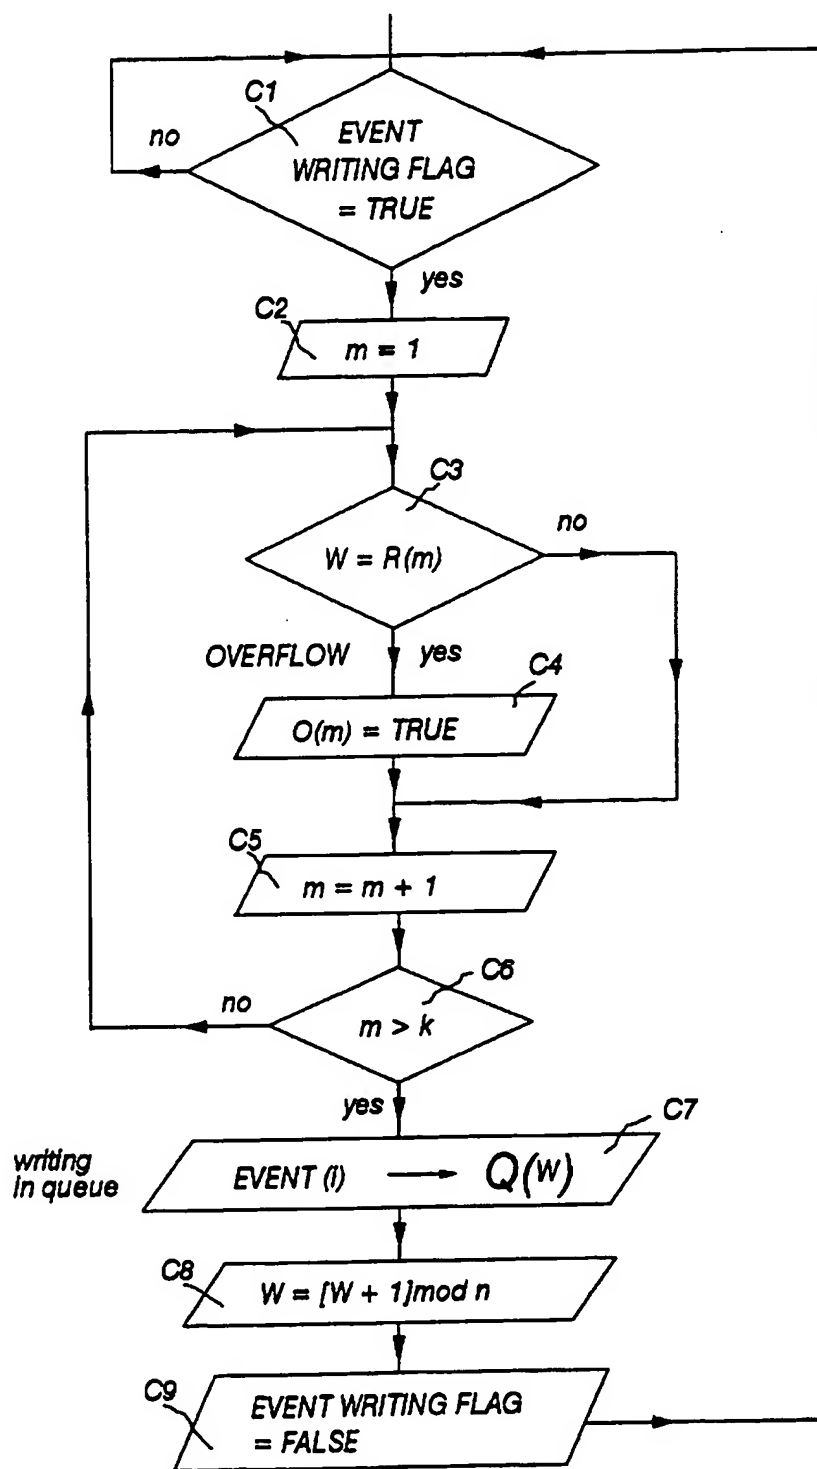 C1
no
EVENT
WRITING FLAG
= TRUE
yes
C2
m = 1
C3
no
W = R(m)
OVERFLOW
yes
C4
O(m) = TRUE
C5
m = m + 1
C6
no
m > k
yes
C7
writing
in queue
EVENT (i) → Q(W)
C8
W = [W + 1]mod n
C9
EVENT WRITING FLAG
= FALSE